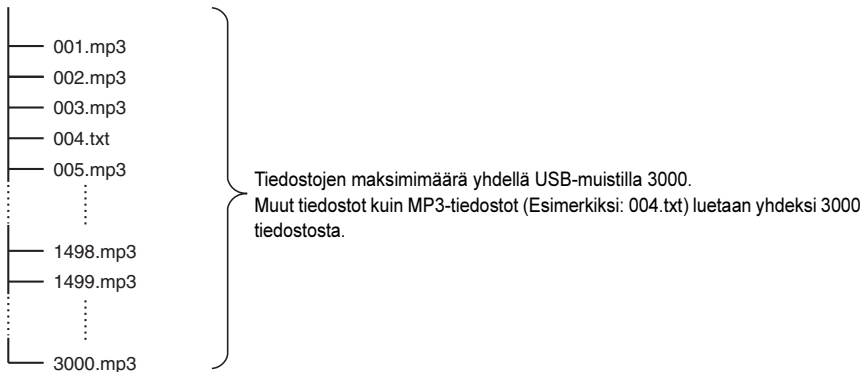 001.mp3
002.mp3
003.mp3
004.txt
005.mp3
Tiedostojen maksimimäärä yhdellä USB-muistilla 3000.
Muut tiedostot kuin MP3-tiedostot (Esimerkiksi: 004.txt) luetaan yhdeksi 3000
tiedostosta.
1498.mp3
1499.mp3
3000.mp3